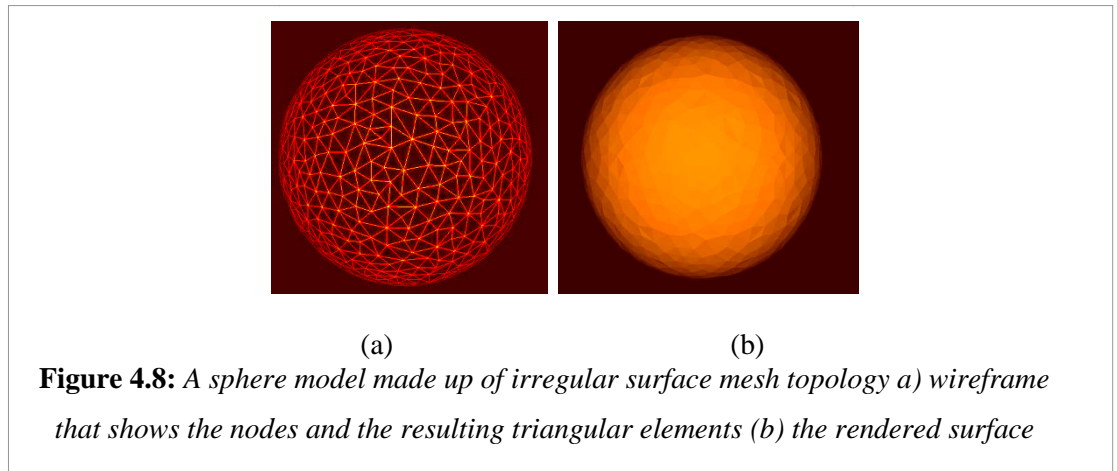 (a) (b)
Figure 4.8: A sphere model made up of irregular surface mesh topology a) wireframe
that shows the nodes and the resulting triangular elements (b) the rendered surface